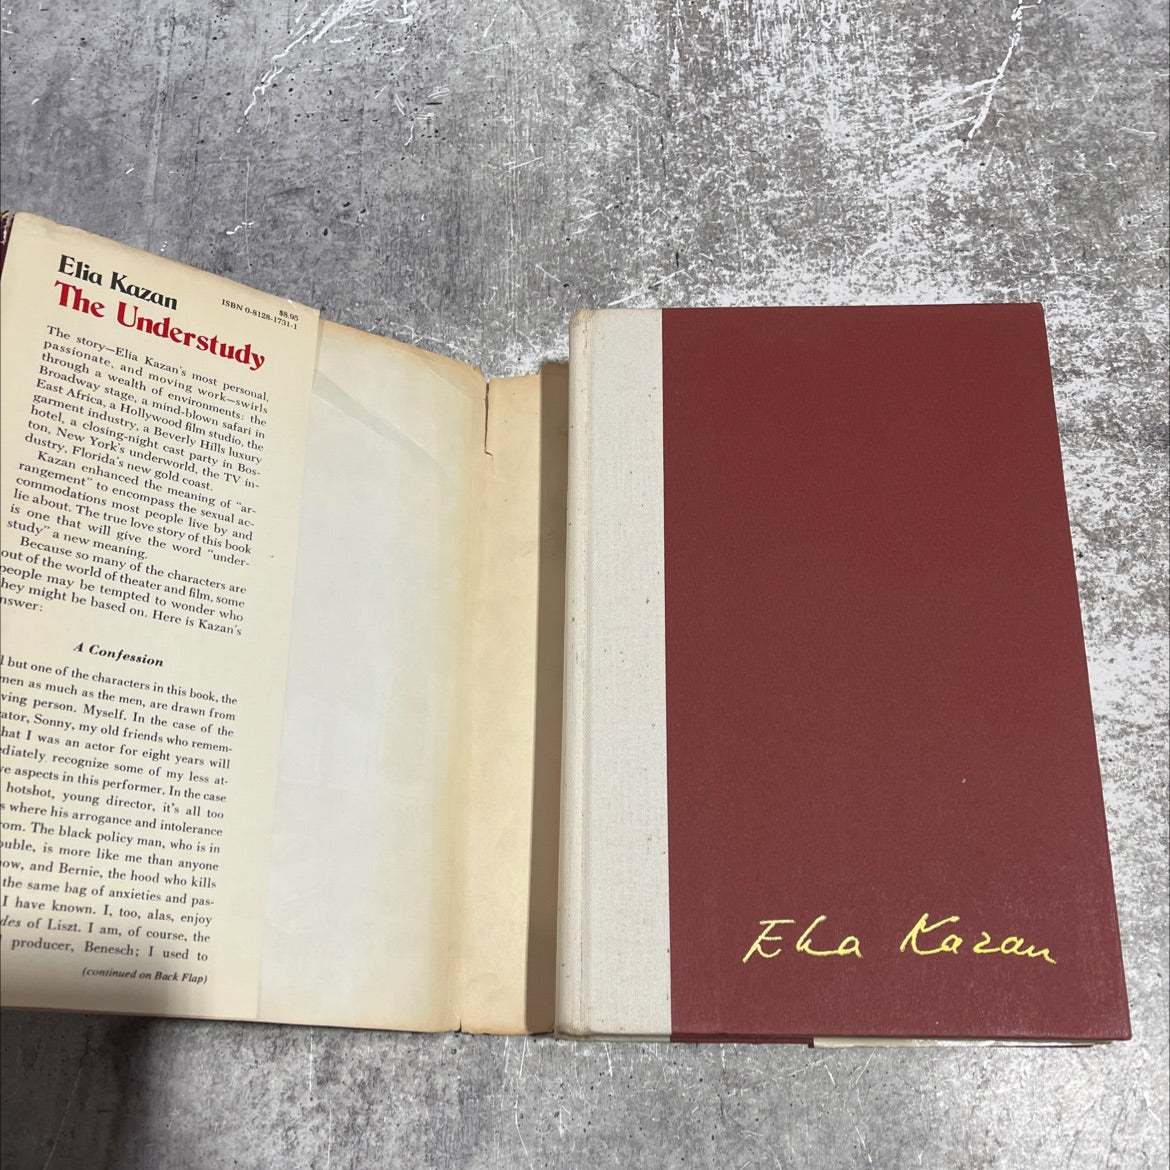 Elia Kazan
$8.95
ISBN 0-8128-1731-1
The Understudy
The story—Elia Kazan's most personal,
passionate, and moving work—swirls
through a wealth of environments: the
Broadway stage, a mind-blown safari in
East Africa, a Hollywood film studio, the
garment industry, a Beverly Hills luxury
hotel, a closing-night cast party in Bos-
ton, New York's underworld, the TV in-
dustry, Florida's new gold coast.
Kazan enhanced the meaning of "ar-
rangement" to encompass the sexual ac-
commodations most people live by and
lie about. The true love story of this book
is one that will give the word "under-
study" a new meaning.
Because so many of the characters are
out of the world of theater and film, some
people may be tempted to wonder who
hey might be based on. Here is Kazan's
nswer:
A Confession
l but one of the characters in this book, the
men as much as the men, are drawn from
ving person. Myself. In the case of the
ator, Sonny, my old friends who remem-
hat I was an actor for eight years will
diately recognize some of my less at-
ve aspects in this performer. In the case
hotshot, young director, it's all too
s where his arrogance and intolerance
rom. The black policy man, who is in
ouble, is more like me than anyone
now, and Bernie, the hood who kills
the same bag of anxieties and pas-
I have known. I, too, alas, enjoy
des of Liszt. I am, of course, the
producer, Benesch; I used to
(continued on Back Flap)
Elia Kazan